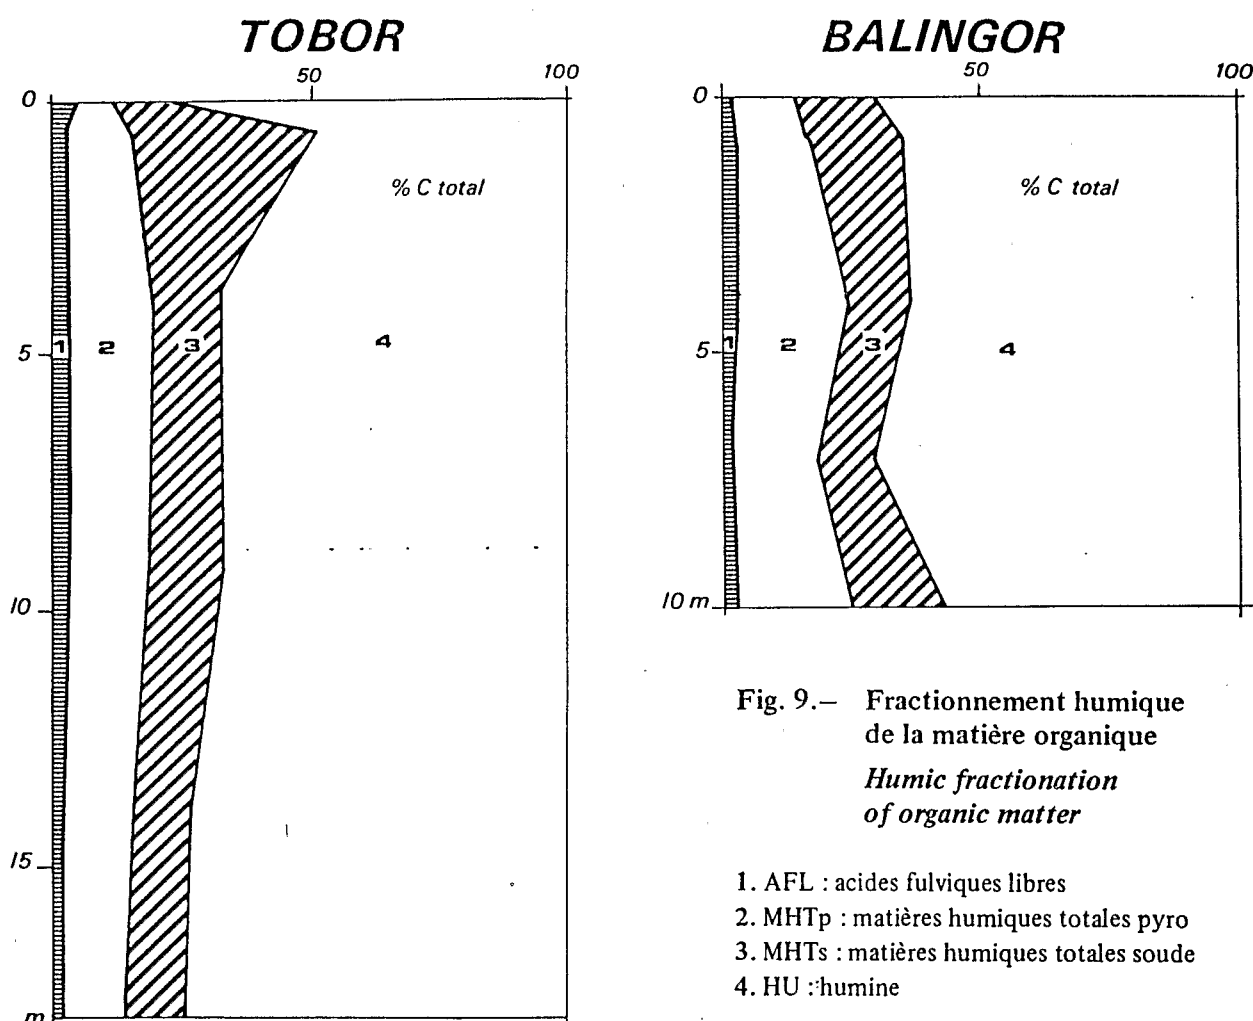 TOBOR
50
100
0
% C total
1
2
3
4
5
10
15
m
BALINGOR
50
100
0
% C total
1
2
3
4
5
10 m
Fig. 9.– Fractionnement humique
de la matière organique
Humic fractionation
of organic matter
1. AFL : acides fulviques libres
2. MHTp : matières humiques totales pyro
3. MHTs : matières humiques totales soude
4. HU : humine